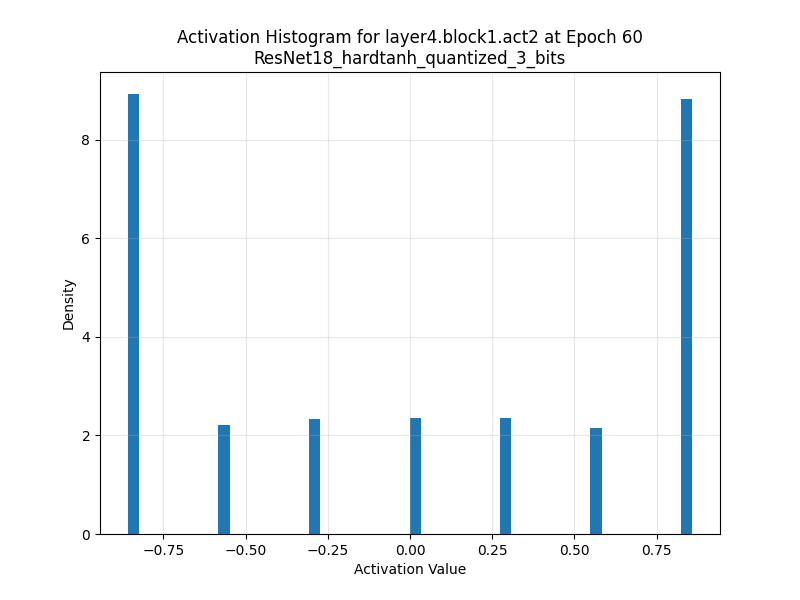 Activation Histogram for layer4.block1.act2 at Epoch 60
ResNet18_hardtanh_quantized_3_bits
Density
8
6
4
2
0
−0.75 −0.50 −0.25 0.00 0.25 0.50 0.75
Activation Value